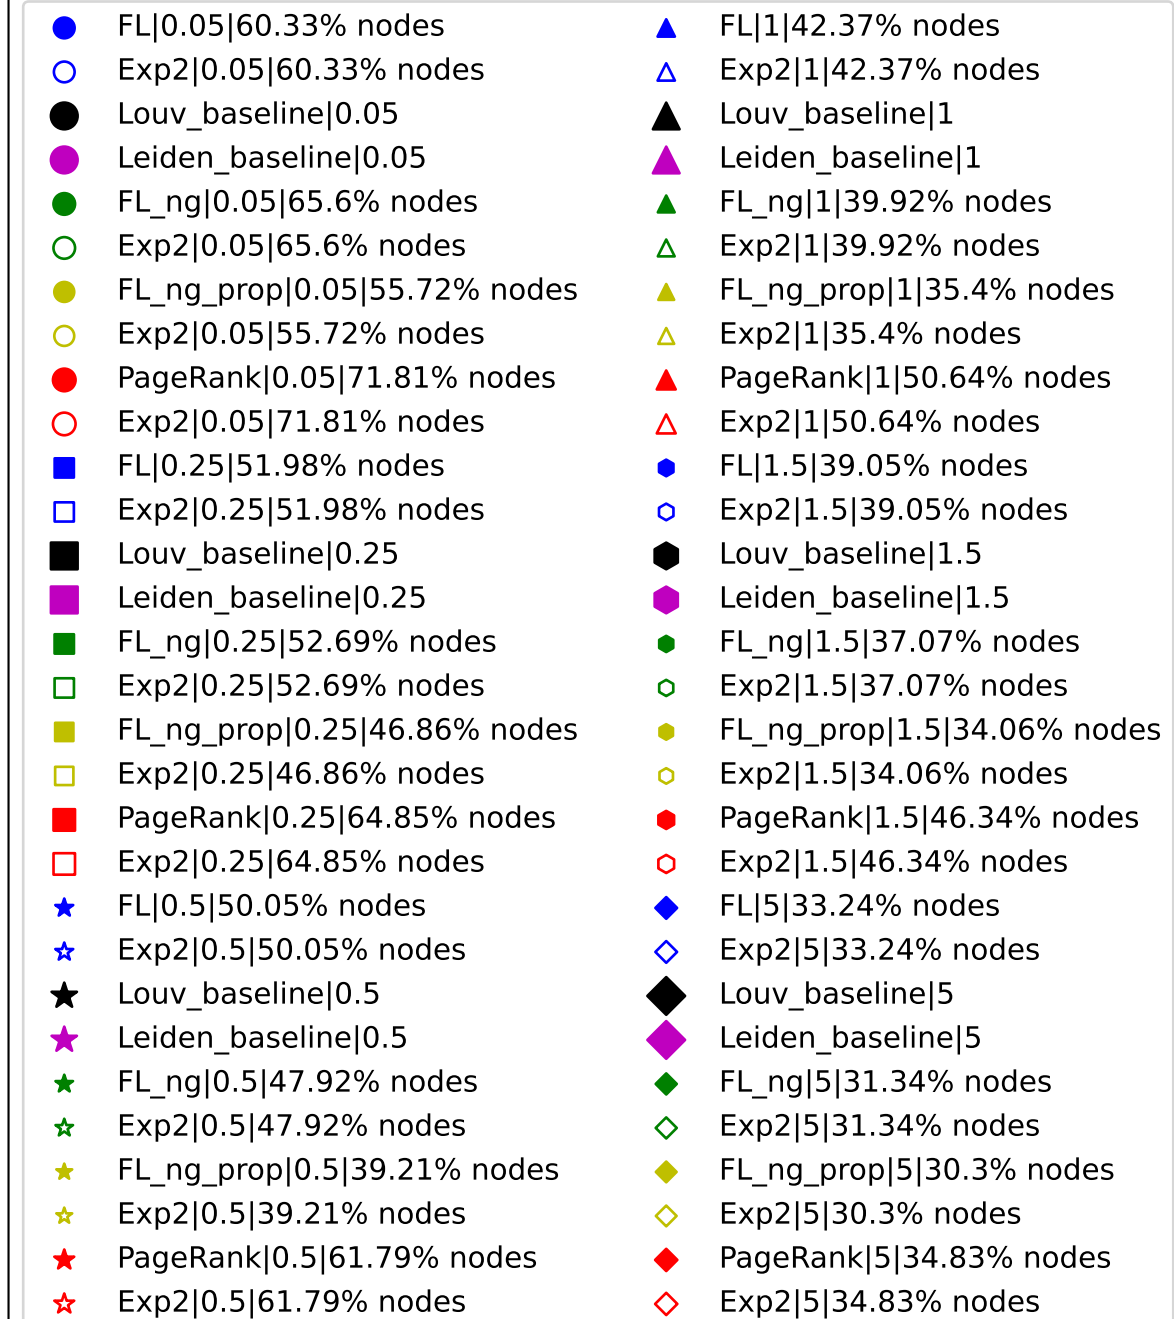 FL|0.05|60.33% nodes
Exp2|0.05|60.33% nodes
Louv_baseline|0.05
Leiden_baseline|0.05
FL_ng|0.05|65.6% nodes
Exp2|0.05|65.6% nodes
FL_ng_prop|0.05|55.72% nodes
Exp2|0.05|55.72% nodes
PageRank|0.05|71.81% nodes
Exp2|0.05|71.81% nodes
FL|0.25|51.98% nodes
Exp2|0.25|51.98% nodes
Louv_baseline|0.25
Leiden_baseline|0.25
FL_ng|0.25|52.69% nodes
Exp2|0.25|52.69% nodes
FL_ng_prop|0.25|46.86% nodes
Exp2|0.25|46.86% nodes
PageRank|0.25|64.85% nodes
Exp2|0.25|64.85% nodes
FL|0.5|50.05% nodes
Exp2|0.5|50.05% nodes
Louv_baseline|0.5
Leiden_baseline|0.5
FL_ng|0.5|47.92% nodes
Exp2|0.5|47.92% nodes
FL_ng_prop|0.5|39.21% nodes
Exp2|0.5|39.21% nodes
PageRank|0.5|61.79% nodes
Exp2|0.5|61.79% nodes
FL|1|42.37% nodes
Exp2|1|42.37% nodes
Louv_baseline|1
Leiden_baseline|1
FL_ng|1|39.92% nodes
Exp2|1|39.92% nodes
FL_ng_prop|1|35.4% nodes
Exp2|1|35.4% nodes
PageRank|1|50.64% nodes
Exp2|1|50.64% nodes
FL|1.5|39.05% nodes
Exp2|1.5|39.05% nodes
Louv_baseline|1.5
Leiden_baseline|1.5
FL_ng|1.5|37.07% nodes
Exp2|1.5|37.07% nodes
FL_ng_prop|1.5|34.06% nodes
Exp2|1.5|34.06% nodes
PageRank|1.5|46.34% nodes
Exp2|1.5|46.34% nodes
FL|5|33.24% nodes
Exp2|5|33.24% nodes
Louv_baseline|5
Leiden_baseline|5
FL_ng|5|31.34% nodes
Exp2|5|31.34% nodes
FL_ng_prop|5|30.3% nodes
Exp2|5|30.3% nodes
PageRank|5|34.83% nodes
Exp2|5|34.83% nodes